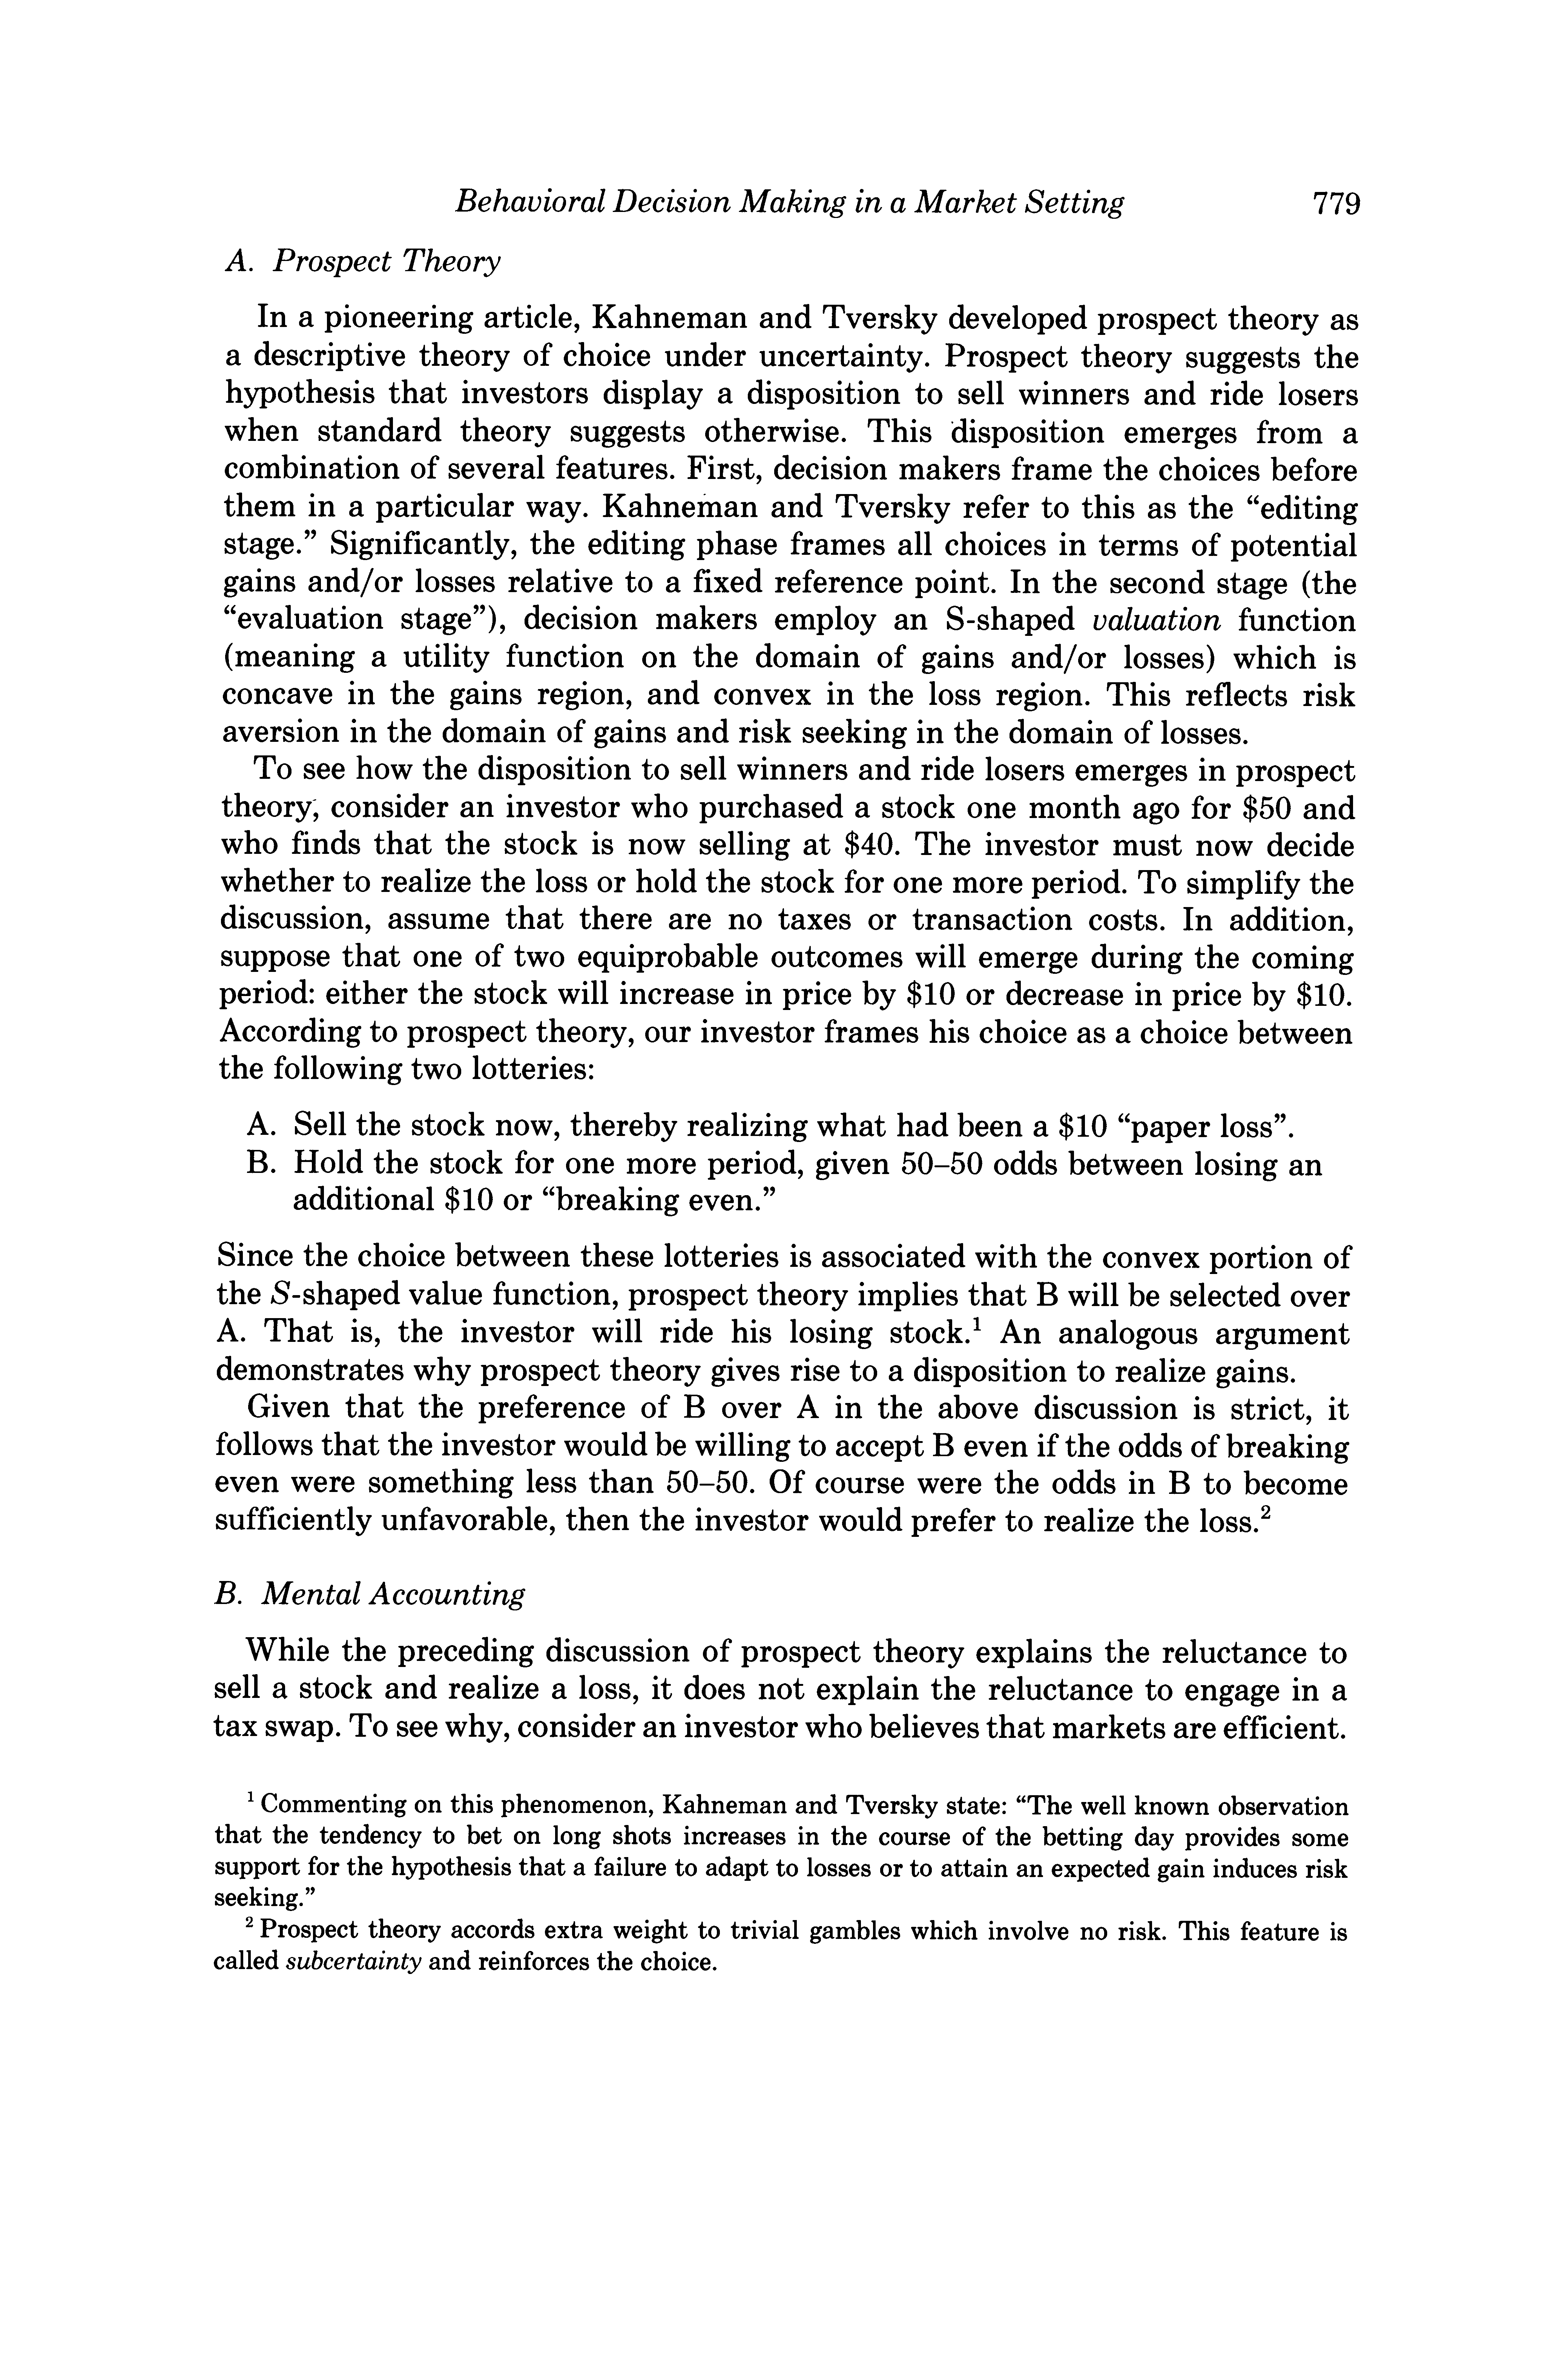 Behavioral Decision Making in a Market Setting 779
A. Prospect Theory
In a pioneering article, Kahneman and Tversky developed prospect theory as
a descriptive theory of choice under uncertainty. Prospect theory suggests the
hypothesis that investors display a disposition to sell winners and ride losers
when standard theory suggests otherwise. This disposition emerges from a
combination of several features. First, decision makers frame the choices before
them in a particular way. Kahneman and Tversky refer to this as the “editing
stage.” Significantly, the editing phase frames all choices in terms of potential
gains and/or losses relative to a fixed reference point. In the second stage (the
“evaluation stage”), decision makers employ an S-shaped valuation function
(meaning a utility function on the domain of gains and/or losses) which is
concave in the gains region, and convex in the loss region. This reflects risk
aversion in the domain of gains and risk seeking in the domain of losses.
To see how the disposition to sell winners and ride losers emerges in prospect
theory, consider an investor who purchased a stock one month ago for $50 and
who finds that the stock is now selling at $40. The investor must now decide
whether to realize the loss or hold the stock for one more period. To simplify the
discussion, assume that there are no taxes or transaction costs. In addition,
suppose that one of two equiprobable outcomes will emerge during the coming
period: either the stock will increase in price by $10 or decrease in price by $10.
According to prospect theory, our investor frames his choice as a choice between
the following two lotteries:
A. Sell the stock now, thereby realizing what had been a $10 “paper loss”.
B. Hold the stock for one more period, given 50–50 odds between losing an
additional $10 or “breaking even.”
Since the choice between these lotteries is associated with the convex portion of
the S-shaped value function, prospect theory implies that B will be selected over
A. That is, the investor will ride his losing stock.¹ An analogous argument
demonstrates why prospect theory gives rise to a disposition to realize gains.
Given that the preference of B over A in the above discussion is strict, it
follows that the investor would be willing to accept B even if the odds of breaking
even were something less than 50–50. Of course were the odds in B to become
sufficiently unfavorable, then the investor would prefer to realize the loss.²
B. Mental Accounting
While the preceding discussion of prospect theory explains the reluctance to
sell a stock and realize a loss, it does not explain the reluctance to engage in a
tax swap. To see why, consider an investor who believes that markets are efficient.
¹ Commenting on this phenomenon, Kahneman and Tversky state: “The well known observation
that the tendency to bet on long shots increases in the course of the betting day provides some
support for the hypothesis that a failure to adapt to losses or to attain an expected gain induces risk
seeking.”
² Prospect theory accords extra weight to trivial gambles which involve no risk. This feature is
called subcertainty and reinforces the choice.